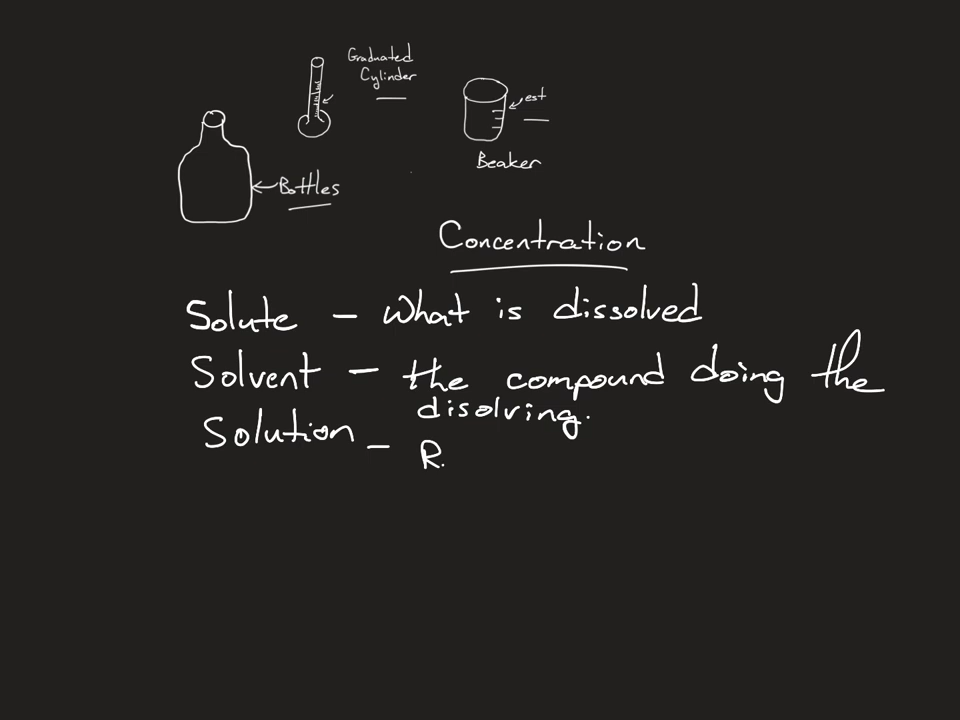 Graduated
Cylinder
est
Beaker
Bottles
Concentration
Solute - What is dissolved
Solvent - the compound doing the
disolving.
Solution - R